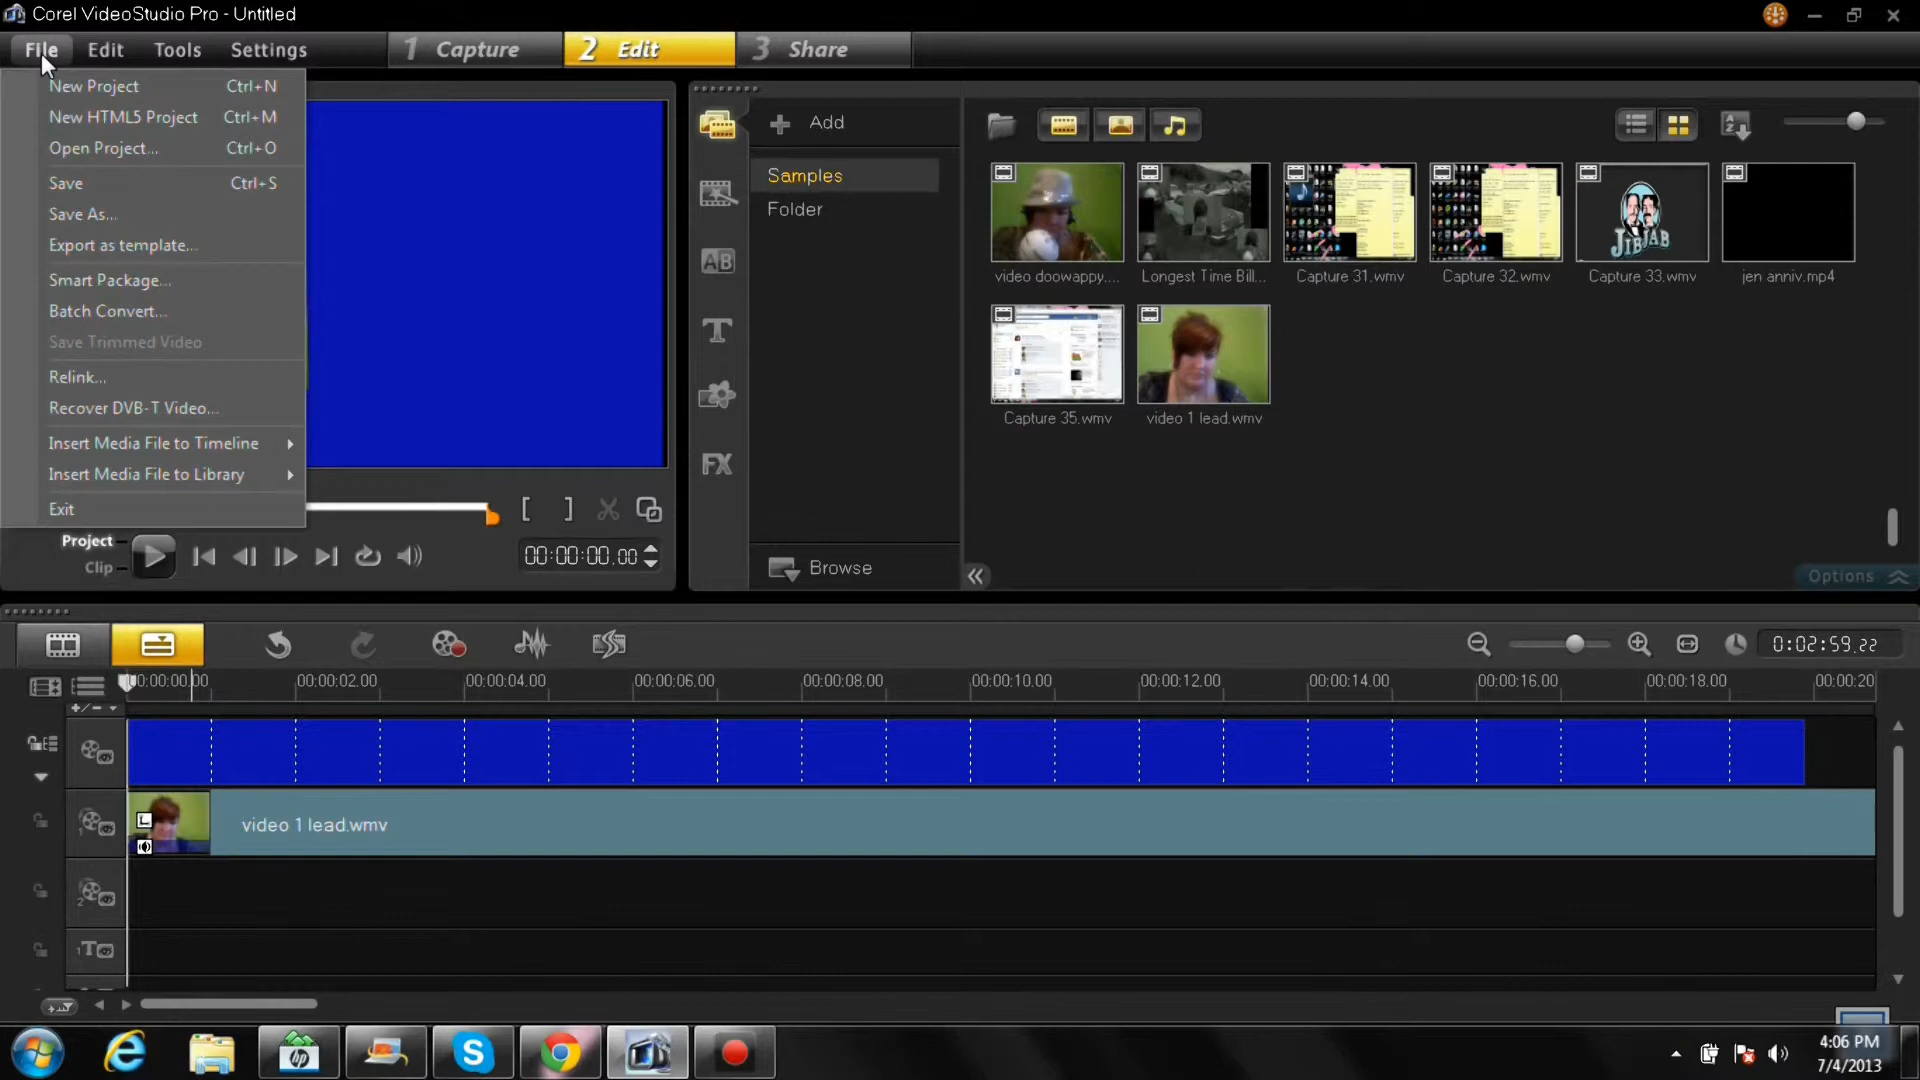 Corel VideoStudio Pro - Untitled
File Edit Tools Settings 1 Capture 2 Edit 3 Share
New Project Ctrl+N
New HTML5 Project Ctrl+M
Open Project... Ctrl+O
Save Ctrl+S
Save As...
Export as template...
Smart Package...
Batch Convert...
Save Trimmed Video
Relink...
Recover DVB-T Video...
Insert Media File to Timeline
Insert Media File to Library
Exit
Project
Clip
00:00:00.00
AB
T
FX
Add
Samples
Folder
Browse
video doowappy.... Longest Time Bill... Capture 31.wmv Capture 32.wmv Capture 33.wmv jen anniv.mp4
JIBJAB
Capture 35.wmv video 1 lead.wmv
Options
0:02:59.22
00:00:00.00 00:00:02.00 00:00:04.00 00:00:06.00 00:00:08.00 00:00:10.00 00:00:12.00 00:00:14.00 00:00:16.00 00:00:18.00 00:00:20
1
video 1 lead.wmv
2
1T
hp
4:06 PM
7/4/2013